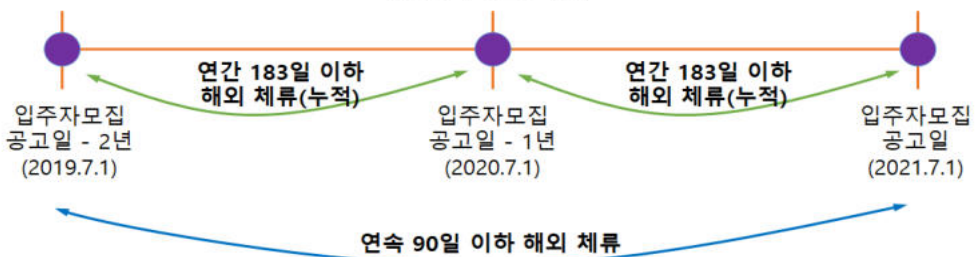 연간 183일 이하
해외 체류(누적)
연간 183일 이하
해외 체류(누적)
입주자모집
공고일 - 2년
(2019.7.1)
입주자모집
공고일 - 1년
(2020.7.1)
입주자모집
공고일
(2021.7.1)
연속 90일 이하 해외 체류